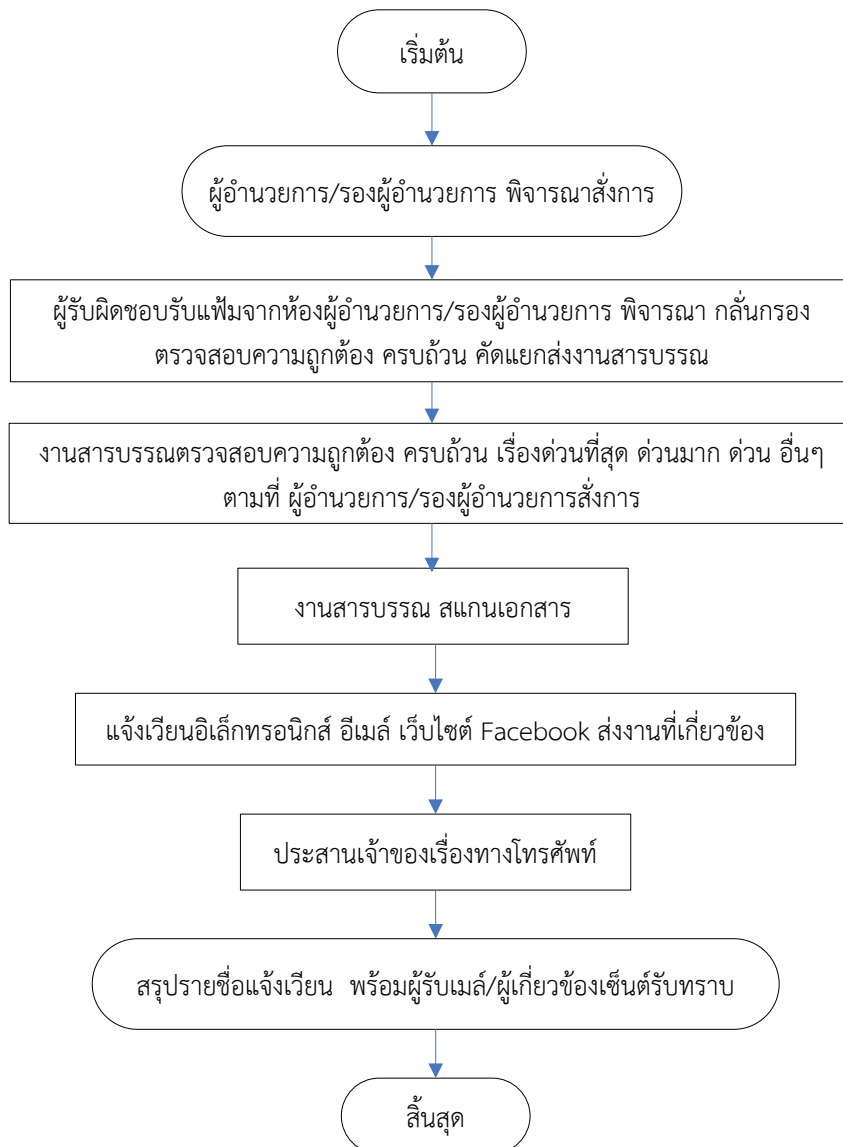 เริ่มต้น
ผู้อำนวยการ/รองผู้อำนวยการ พิจารณาสั่งการ
ผู้รับผิดชอบรับแฟ้มจากห้องผู้อำนวยการ/รองผู้อำนวยการ พิจารณา กลั่นกรอง
ตรวจสอบความถูกต้อง ครบถ้วน คัดแยกส่งงานสารบรรณ
งานสารบรรณตรวจสอบความถูกต้อง ครบถ้วน เรื่องด่วนที่สุด ด่วนมาก ด่วน อื่นๆ
ตามที่ ผู้อำนวยการ/รองผู้อำนวยการสั่งการ
งานสารบรรณ สแกนเอกสาร
แจ้งเวียนอิเล็กทรอนิกส์ อีเมล์ เว็บไซต์ Facebook ส่งงานที่เกี่ยวข้อง
ประสานเจ้าของเรื่องทางโทรศัพท์
สรุปรายชื่อแจ้งเวียน พร้อมผู้รับเมล์/ผู้เกี่ยวข้องเซ็นต์รับทราบ
สิ้นสุด